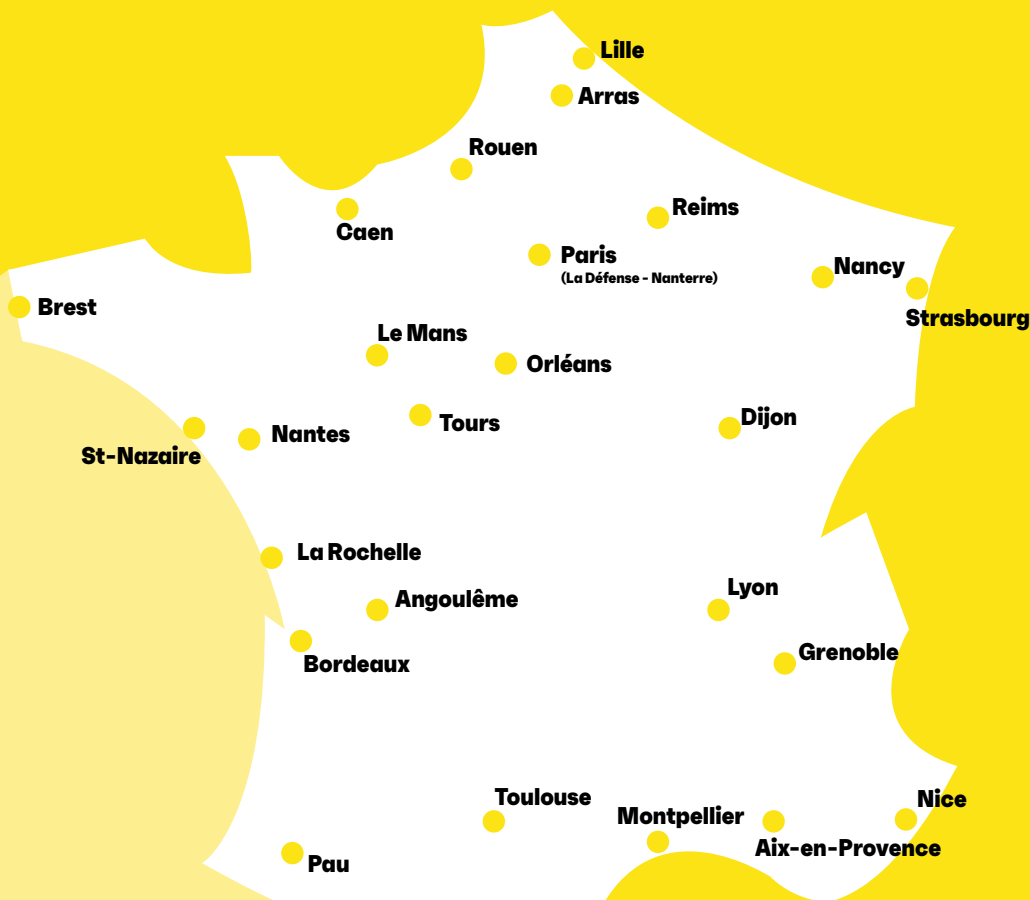 Lille
Arras
Rouen
Reims
Caen
Paris
(La Défense - Nanterre)
Nancy
Brest
Strasbourg
Le Mans
Orléans
Dijon
Tours
Nantes
St-Nazaire
La Rochelle
Lyon
Angoulême
Grenoble
Bordeaux
Toulouse
Nice
Montpellier
Aix-en-Provence
Pau